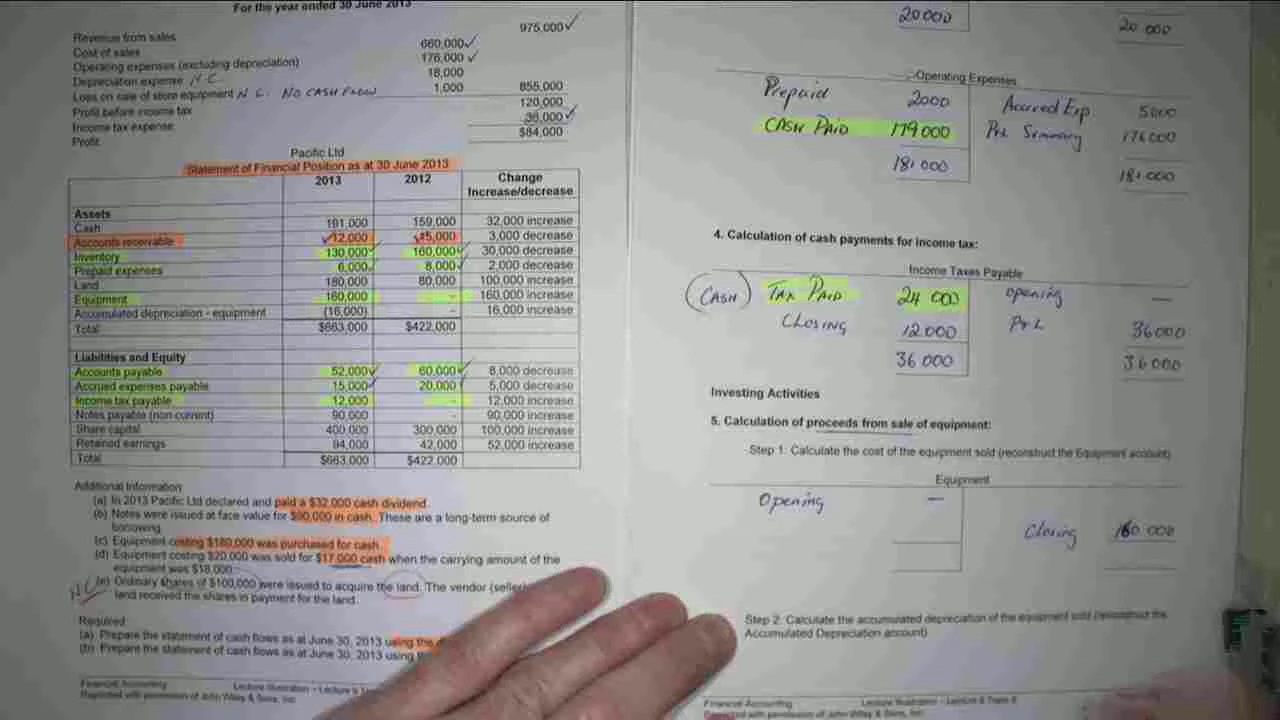 For the year ended 30 June 2013
Revenue from sales 975,000
Cost of sales 660,000
Operating expenses (excluding depreciation) 176,000
Depreciation expense N C 18,000
Loss on sale of store equipment N C. NO CASH FLOW 1,000 855,000
Profit before income tax 120,000
Income tax expense 36,000
Profit $84,000
Pacific Ltd
Statement of Financial Position as at 30 June 2013
2013 2012 Change
Increase/decrease
Assets
Cash 191,000 159,000 32,000 increase
Accounts receivable 12,000 15,000 3,000 decrease
Inventory 130,000 160,000 30,000 decrease
Prepaid expenses 6,000 8,000 2,000 decrease
Land 180,000 80,000 100,000 increase
Equipment 160,000 - 160,000 increase
Accumulated depreciation - equipment (16,000) - 16,000 increase
Total $663,000 $422,000
Liabilities and Equity
Accounts payable 52,000 60,000 8,000 decrease
Accrued expenses payable 15,000 20,000 5,000 decrease
Income tax payable 12,000 - 12,000 increase
Notes payable (non current) 90,000 - 90,000 increase
Share capital 400,000 300,000 100,000 increase
Retained earnings 94,000 42,000 52,000 increase
Total $663,000 $422,000
Additional Information
(a) In 2013 Pacific Ltd declared and paid a $32,000 cash dividend.
(b) Notes were issued at face value for $90,000 in cash. These are a long-term source of
borrowing.
(c) Equipment costing $180,000 was purchased for cash.
(d) Equipment costing $20,000 was sold for $17,000 cash when the carrying amount of the
equipment was $18,000.
NC (e) Ordinary shares of $100,000 were issued to acquire the land. The vendor
land received the shares in payment for the land.
Required
(a) Prepare the statement of cash flows as at June 30, 2013 using the
(b) Prepare the statement of cash flows as at June 30, 2013 using
Financial Accounting Lecture Illustration - Lecture
Reprinted with permission of John Wiley & Sons, Inc
20000 20 000
Operating Expenses
Prepaid 2000 Accrued Exp 5000
CASH PAID 179000 P+L Summary 176000
181 000 181 000
4. Calculation of cash payments for income tax:
Income Taxes Payable
(CASH) TAX PAID 24 000 opening —
CLOSING 12000 P+L 36000
36 000 36 000
Investing Activities
5. Calculation of proceeds from sale of equipment:
Step 1: Calculate the cost of the equipment sold (reconstruct the Equipment account)
Equipment
Opening —
Closing 160 000
Step 2: Calculate the accumulated depreciation of the equipment sold (reconstruct the
Accumulated Depreciation account)
Financial Accounting Lecture Illustration - Lecture
Reprinted with permission of John Wiley & Sons, Inc